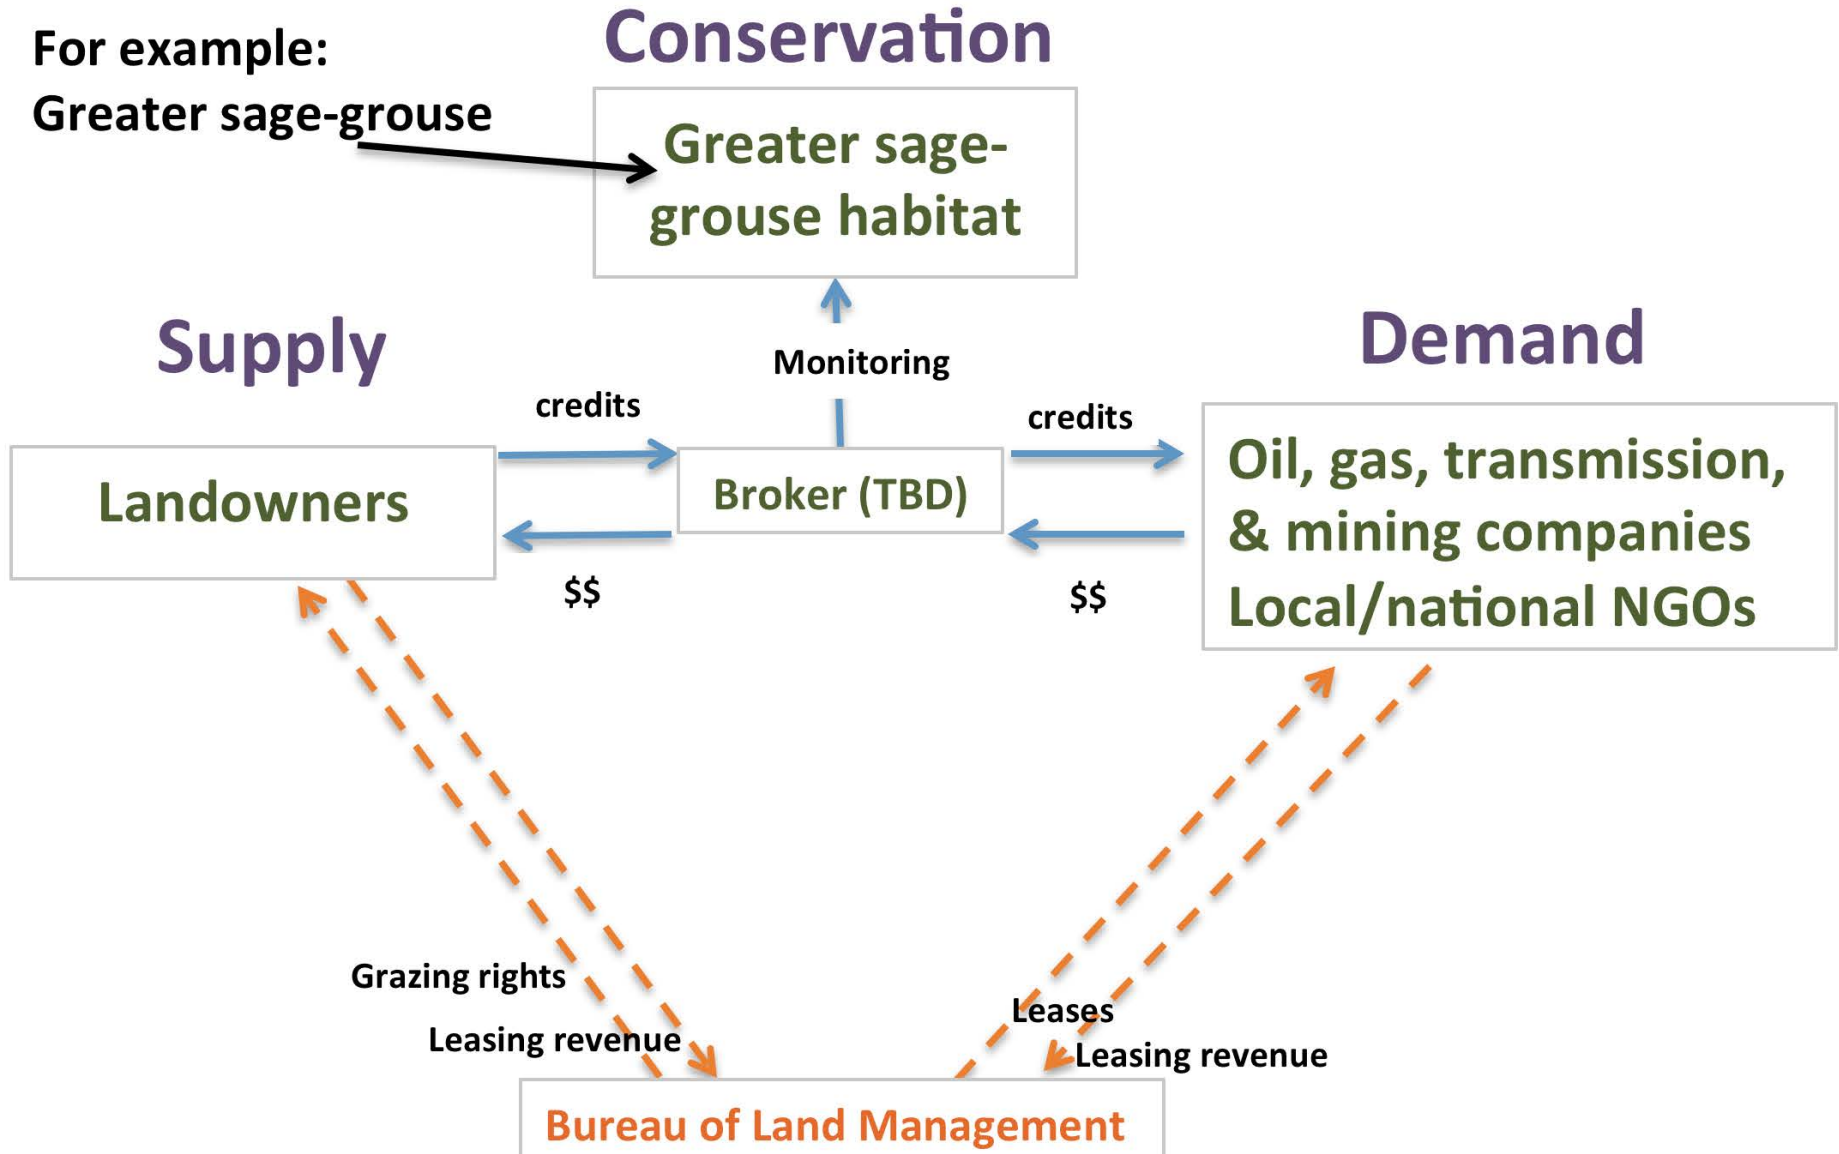 For example:
Greater sage-grouse
Conservation
Greater sage-
grouse habitat
Supply
Monitoring
Demand
credits
credits
Landowners
Broker (TBD)
Oil, gas, transmission,
& mining companies
Local/national NGOs
$$
$$
Grazing rights
Leasing revenue
Leases
Leasing revenue
Bureau of Land Management